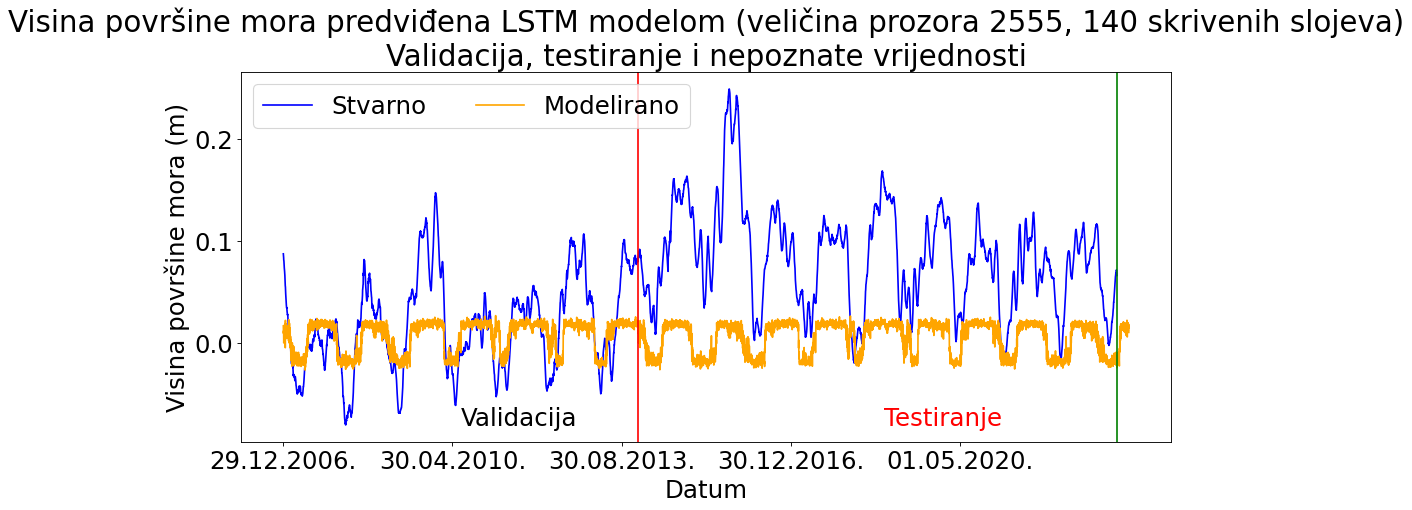 Visina površine mora predviđena LSTM modelom (veličina prozora 2555, 140 skrivenih slojeva)
Validacija, testiranje i nepoznate vrijednosti
Stvarno
Modelirano
Visina površine mora (m)
0.2
0.1
0.0
Validacija
Testiranje
29.12.2006.
30.04.2010.
30.08.2013.
30.12.2016.
01.05.2020.
Datum